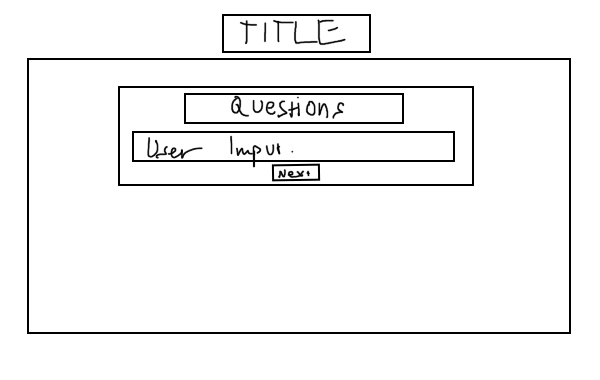 TITLE
Questions
User Input.
Next